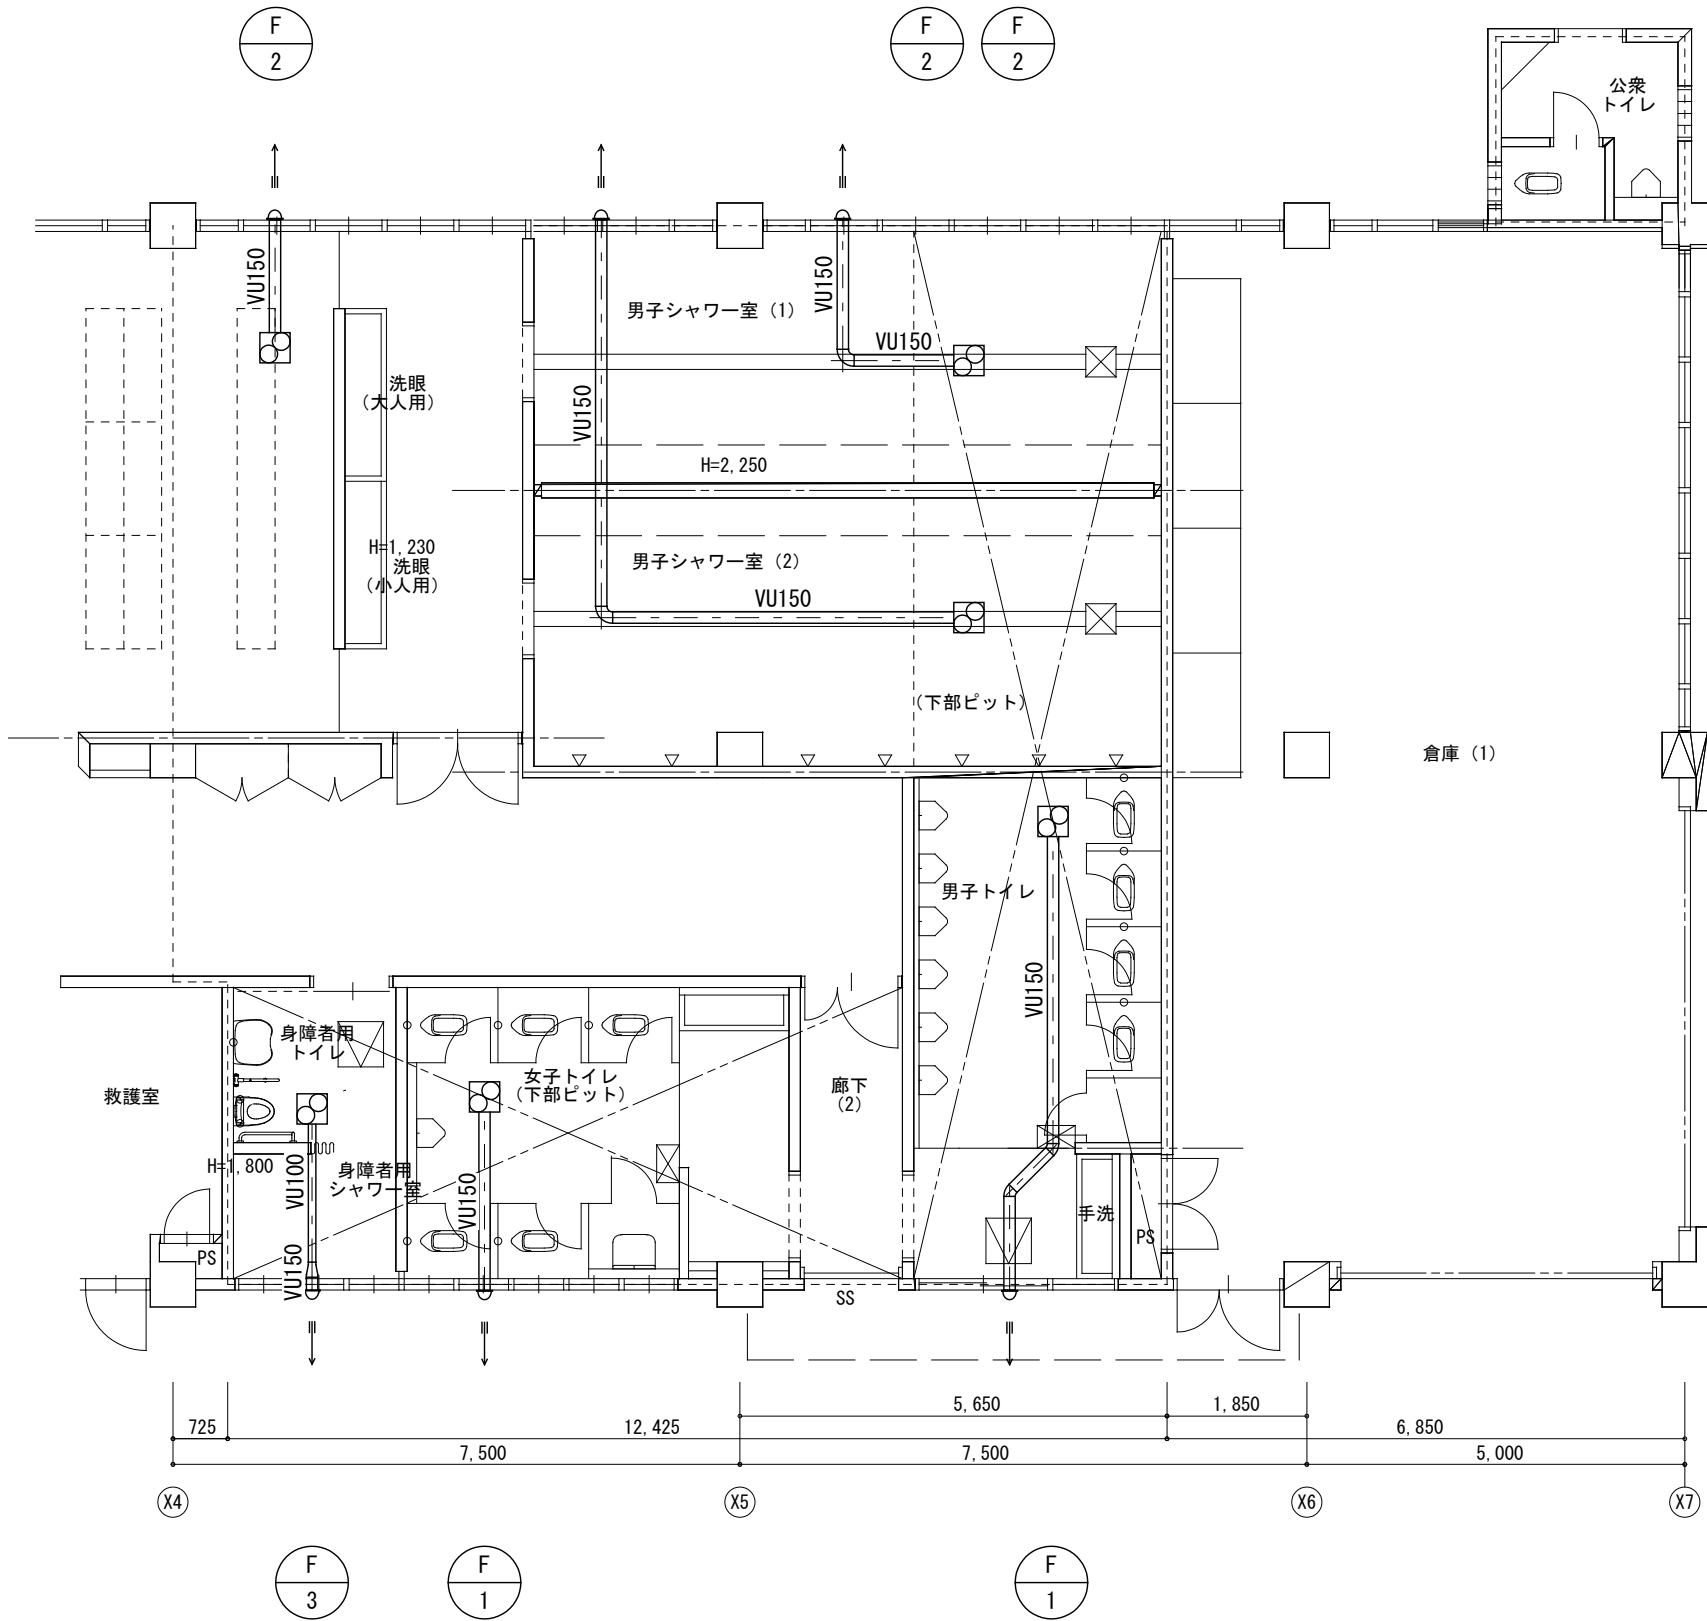 F
2
F
2
F
2
公衆
トイレ
VU150
VU150
男子シャワー室 (1)
VU150
洗眼
(大人用)
VU150
H=2,250
H=1,230
洗眼
(小人用)
男子シャワー室 (2)
VU150
(下部ピット)
倉庫 (1)
男子トイレ
VU150
身障者用
トイレ
女子トイレ
(下部ピット)
廊下
(2)
救護室
H=1,800
VU100
身障者用
シャワー室
VU150
手洗
PS
PS
VU150
SS
5,650
1,850
725
12,425
6,850
7,500
7,500
5,000
X4
X5
X6
X7
F
3
F
1
F
1